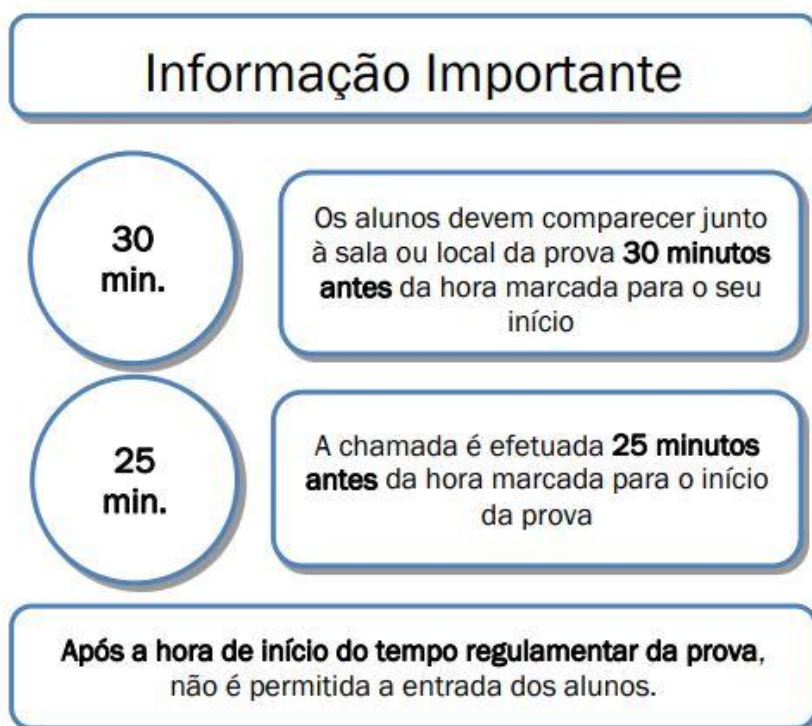 Informação Importante
30
min.
Os alunos devem comparecer junto
à sala ou local da prova 30 minutos
antes da hora marcada para o seu
início
25
min.
A chamada é efetuada 25 minutos
antes da hora marcada para o início
da prova
Após a hora de início do tempo regulamentar da prova,
não é permitida a entrada dos alunos.